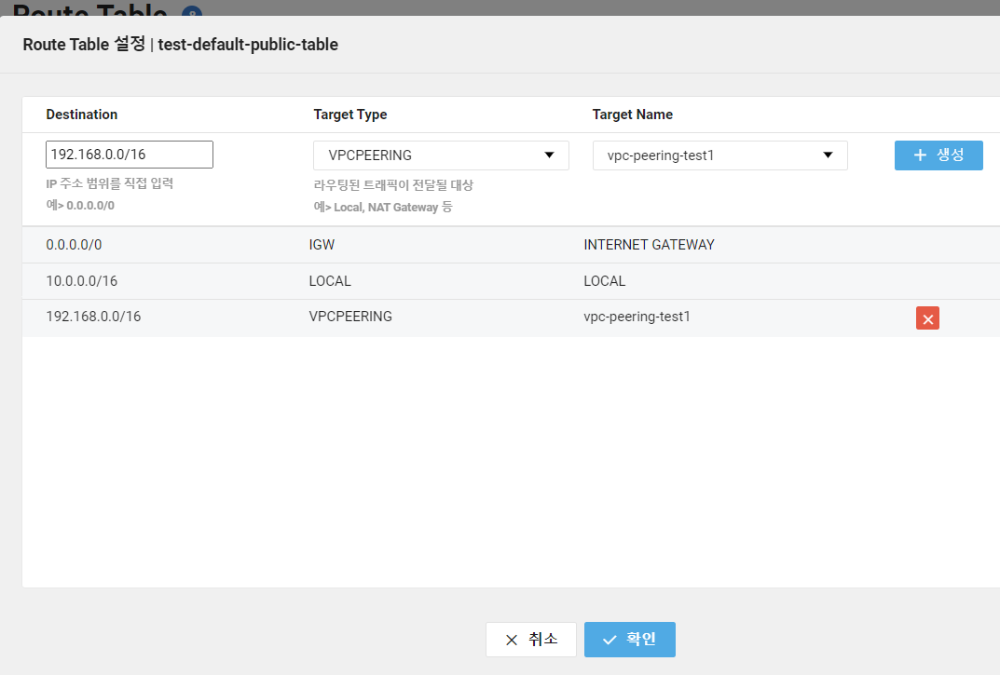 Route Table
Route Table 설정 | test-default-public-table
Destination Target Type Target Name
192.168.0.0/16 VPCPEERING vpc-peering-test1 + 생성
IP 주소 범위를 직접 입력 라우팅된 트래픽이 전달될 대상
예> 0.0.0.0/0 예> Local, NAT Gateway 등
0.0.0.0/0 IGW INTERNET GATEWAY
10.0.0.0/16 LOCAL LOCAL
192.168.0.0/16 VPCPEERING vpc-peering-test1
취소 확인